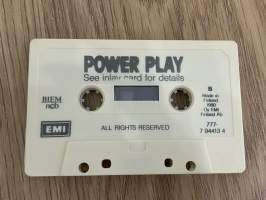 POWER PLAY
See inlay card for details
BIEM
ncb
B
Made in
Finland
1990
Oy EMI
Finland Ab
EMI
ALL RIGHTS RESERVED
777-
7 94413 4